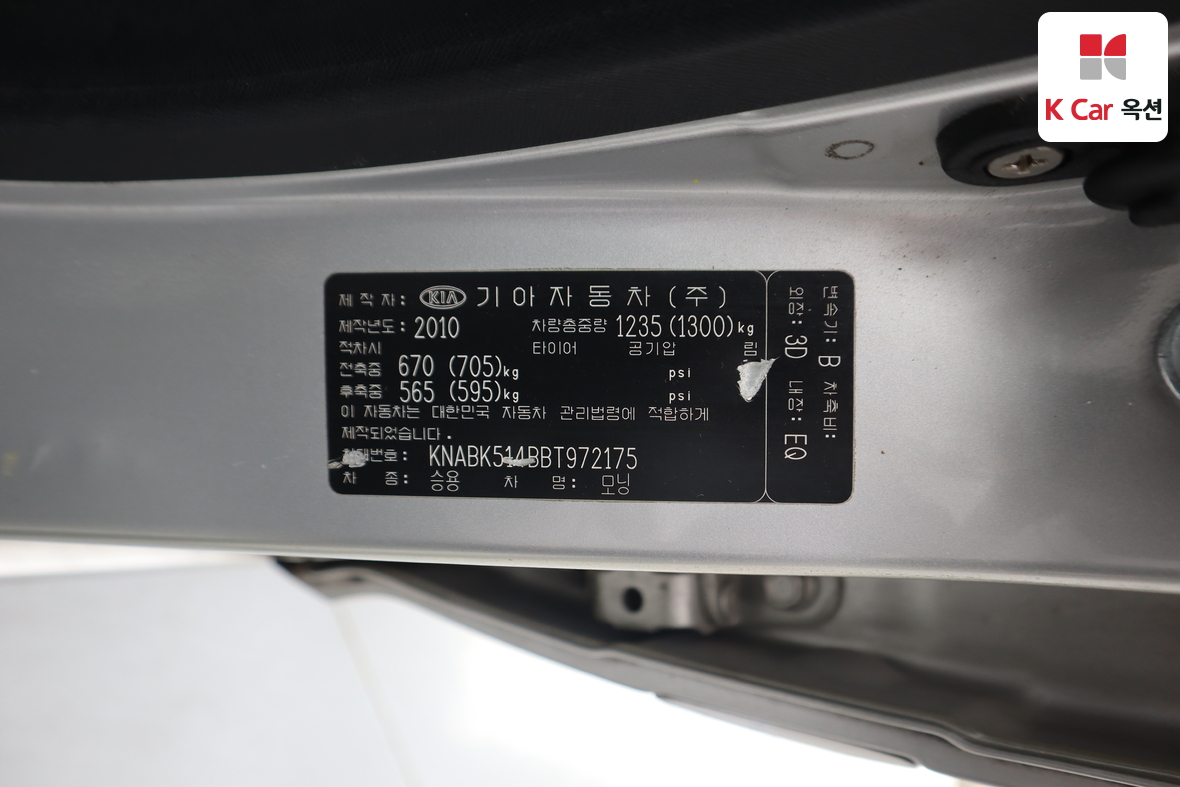 K Car 옥션
제 작 자: KIA 기아자동차(주)
제작년도: 2010 차량총중량 1235 (1300)kg
적차시 타이어 공기압 림
전축중 670 (705)kg psi
후축중 565 (595)kg psi
이 자동차는 대한민국 자동차 관리법령에 적합하게
제작되었습니다.
차대번호: KNABK514BBT972175
차 종: 승용 차 명: 모닝
변속기: B 차축비:
외장: 3D 내장: EQ